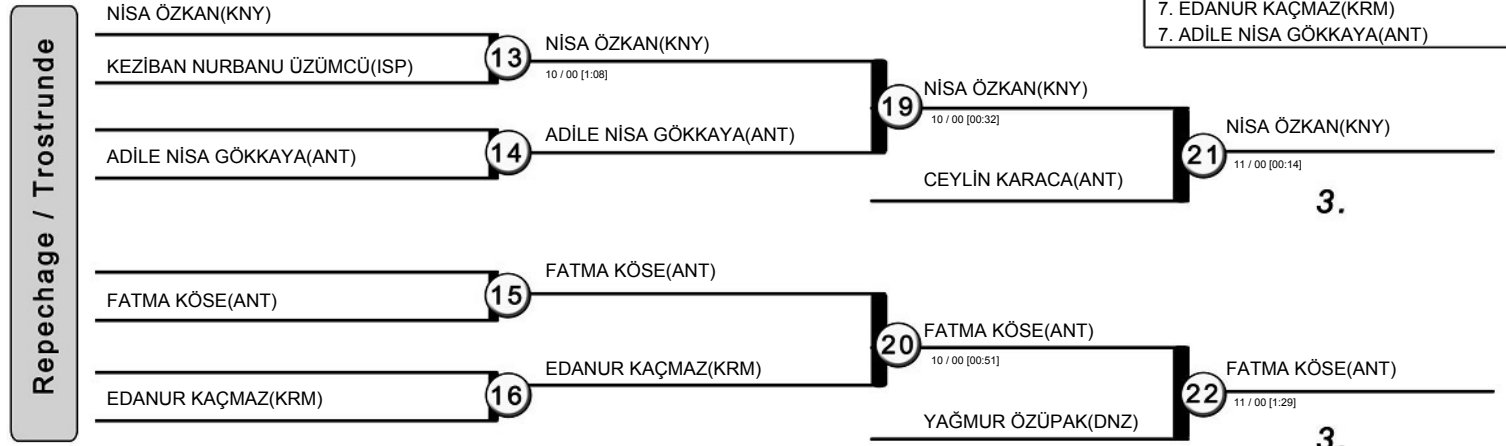 Repechage / Trostrunde
7. EDANUR KAÇMAZ(KRM)
7. ADİLE NİSA GÖKKAYA(ANT)
NİSA ÖZKAN(KNY)
KEZİBAN NURBANU ÜZÜMCÜ(ISP)
13
NİSA ÖZKAN(KNY)
10 / 00 [1:08]
ADİLE NİSA GÖKKAYA(ANT)
14
ADİLE NİSA GÖKKAYA(ANT)
19
NİSA ÖZKAN(KNY)
10 / 00 [00:32]
CEYLİN KARACA(ANT)
21
NİSA ÖZKAN(KNY)
11 / 00 [00:14]
3.
FATMA KÖSE(ANT)
15
FATMA KÖSE(ANT)
EDANUR KAÇMAZ(KRM)
16
EDANUR KAÇMAZ(KRM)
20
FATMA KÖSE(ANT)
10 / 00 [00:51]
YAĞMUR ÖZÜPAK(DNZ)
22
FATMA KÖSE(ANT)
11 / 00 [1:29]
3.